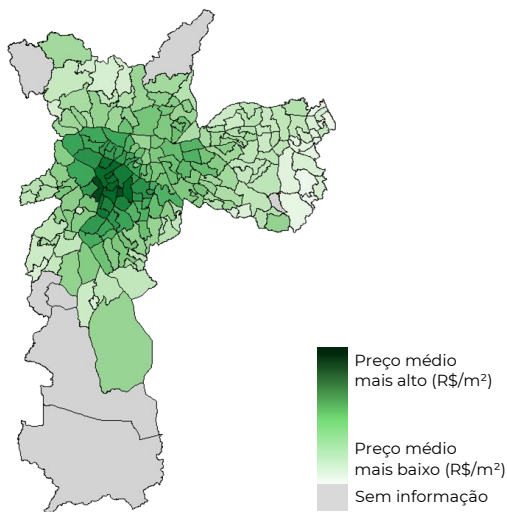 Preço médio
mais alto (R$/m²)
Preço médio
mais baixo (R$/m²)
Sem informação